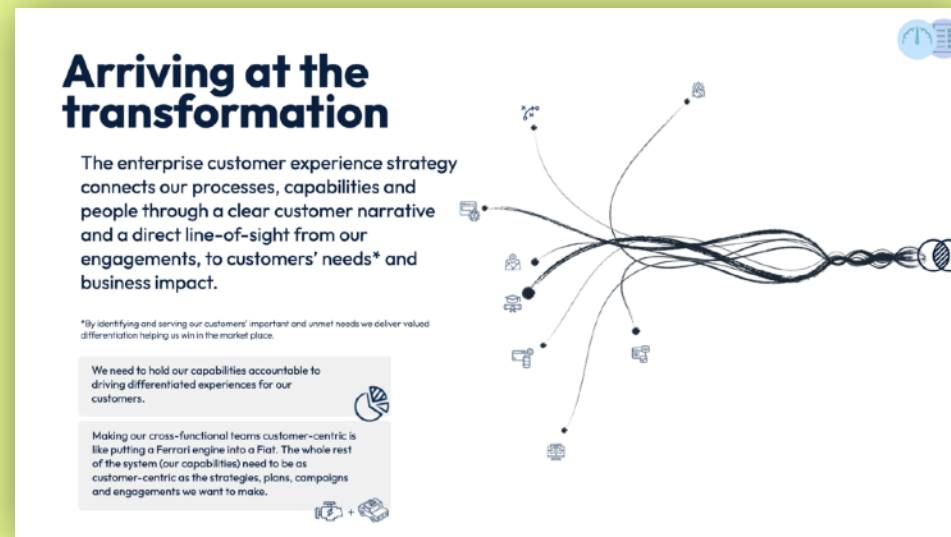 Arriving at the
transformation
The enterprise customer experience strategy
connects our processes, capabilities and
people through a clear customer narrative
and a direct line-of-sight from our
engagements, to customers' needs* and
business impact.
*By identifying and serving our customers' important and unmet needs we deliver valued
differentiation helping us win in the market place.
We need to hold our capabilities accountable to
driving differentiated experiences for our
customers.
Making our cross-functional teams customer-centric is
like putting a Ferrari engine into a Fiat. The whole rest
of the system (our capabilities) need to be as
customer-centric as the strategies, plans, campaigns
and engagements we want to make.
+